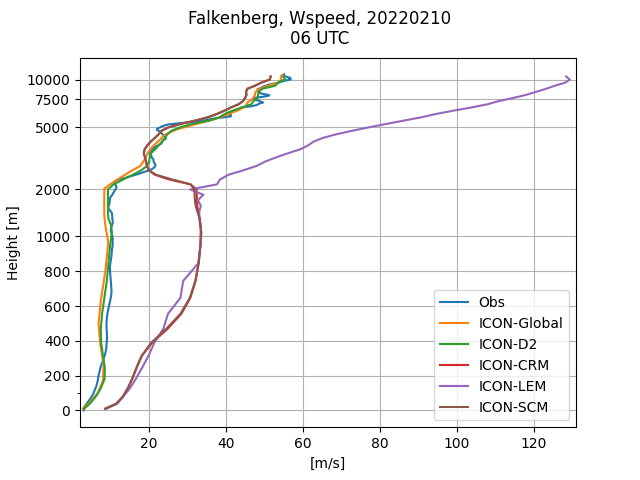 Falkenberg, Wspeed, 20220210
06 UTC
10000
7500
5000
2000
1000
800
600
400
200
0
Height [m]
Obs
ICON-Global
ICON-D2
ICON-CRM
ICON-LEM
ICON-SCM
20 40 60 80 100 120
[m/s]